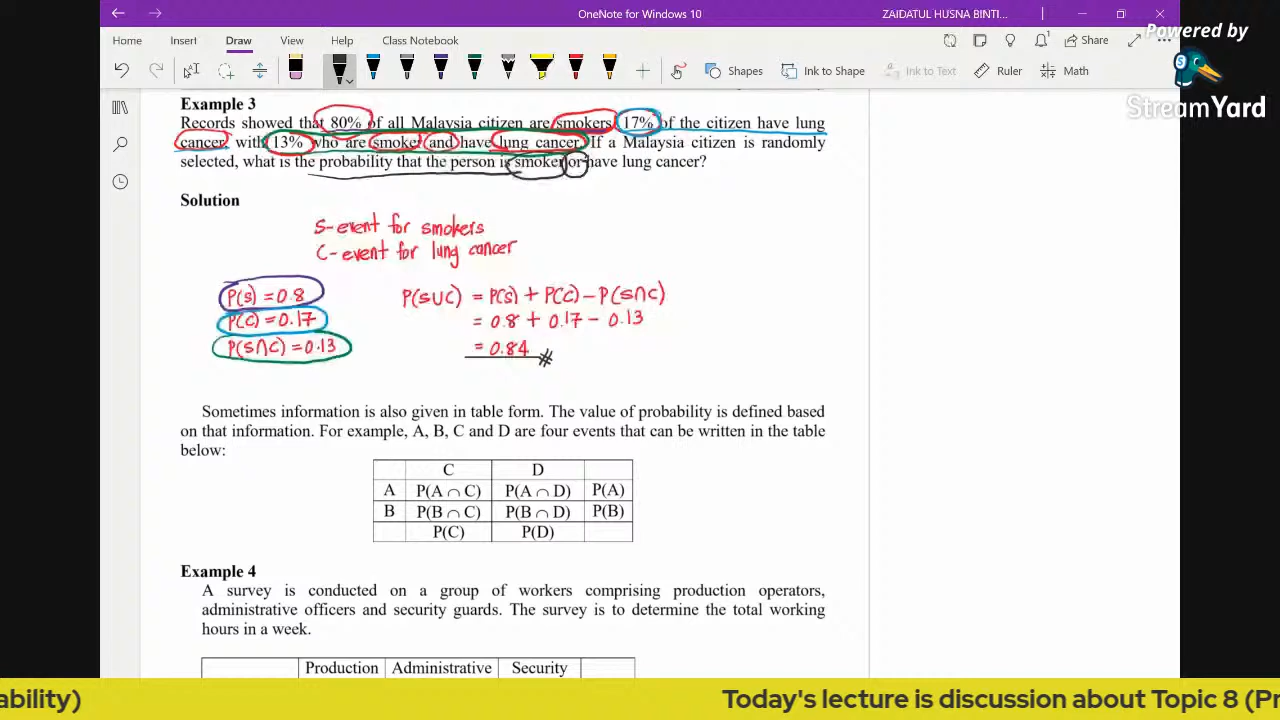 OneNote for Windows 10
ZAIDATUL HUSNA BINTI...
Powered by
StreamYard
Home Insert Draw View Help Class Notebook Share
Shapes Ink to Shape Ink to Text Ruler Math
Example 3
Records showed that 80% of all Malaysia citizen are smokers 17% of the citizen have lung
cancer with 13% who are smoke and have lung cancer If a Malaysia citizen is randomly
selected, what is the probability that the person is smoker or have lung cancer?
Solution
S-event for smokers
C-event for lung cancer
P(S) = 0.8
P(C) = 0.17
P(S∩C) = 0.13
P(S∪C) = P(S) + P(C) - P(S∩C)
= 0.8 + 0.17 - 0.13
= 0.84 #
Sometimes information is also given in table form. The value of probability is defined based
on that information. For example, A, B, C and D are four events that can be written in the table
below:
C D
A P(A ∩ C) P(A ∩ D) P(A)
B P(B ∩ C) P(B ∩ D) P(B)
P(C) P(D)
Example 4
A survey is conducted on a group of workers comprising production operators,
administrative officers and security guards. The survey is to determine the total working
hours in a week.
Production Administrative Security
ability) Today's lecture is discussion about Topic 8 (Pr